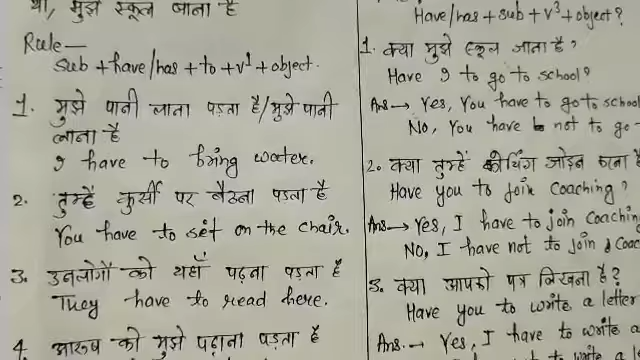 था, मुझे स्कूल जाना है
Rule—
sub + have/has + to + v¹ + object.
1. मुझे पानी लाना पड़ता है/मुझे पानी
लाना है
I have to bring water.
2. तुम्हें कुर्सी पर बैठना पड़ता है
You have to sit on the chair.
3. उनलोगों को यहाँ पढ़ना पड़ता है
They have to read here.
4. को मुझे पढ़ाना पड़ता है
Have/has + sub + v³ + object?
1. क्या मुझे स्कूल जाना है?
Have I to go to school?
Ans → Yes, You have to go to school
No, You have not to go
2. क्या तुम्हें कोचिंग जोड़न करना है
Have you to join Coaching?
Ans → Yes, I have to join Coaching
No, I have not to join Coac
3. क्या आपको पत्र लिखना है?
Have you to write a letter
Ans. → Yes, I have to write a